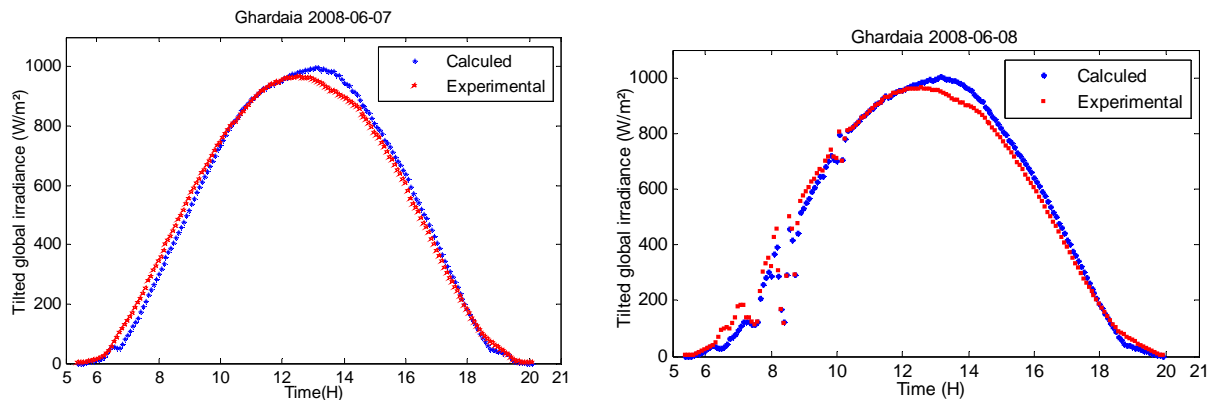 Ghardaia 2008-06-07
Calculed
Experimental
Tilted global irradiance (W/m²)
1000
800
600
400
200
0
5 6 8 10 12 14 16 18 20 21
Time(H)
Ghardaia 2008-06-08
Calculed
Experimental
Tilted global irradiance (W/m²)
1000
800
600
400
200
0
5 6 8 10 12 14 16 18 20 21
Time (H)